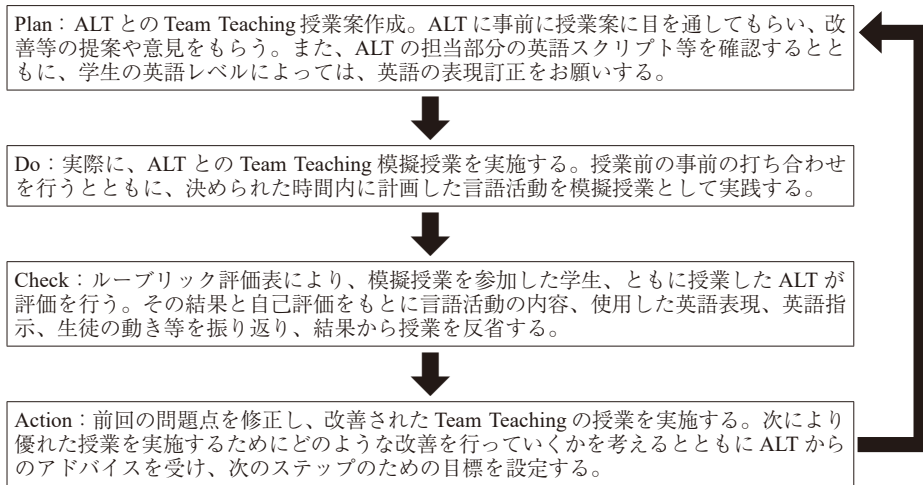 Plan：ALT との Team Teaching 授業案作成。ALT に事前に授業案に目を通してもらい、改
善等の提案や意見をもらう。また、ALT の担当部分の英語スクリプト等を確認するとと
もに、学生の英語レベルによっては、英語の表現訂正をお願いする。
Do：実際に、ALT との Team Teaching 模擬授業を実施する。授業前の事前の打ち合わせ
を行うとともに、決められた時間内に計画した言語活動を模擬授業として実践する。
Check：ルーブリック評価表により、模擬授業を参加した学生、ともに授業した ALT が
評価を行う。その結果と自己評価をもとに言語活動の内容、使用した英語表現、英語指
示、生徒の動き等を振り返り、結果から授業を反省する。
Action：前回の問題点を修正し、改善された Team Teaching の授業を実施する。次により
優れた授業を実施するためにどのような改善を行っていくかを考えるとともに ALT から
のアドバイスを受け、次のステップのための目標を設定する。